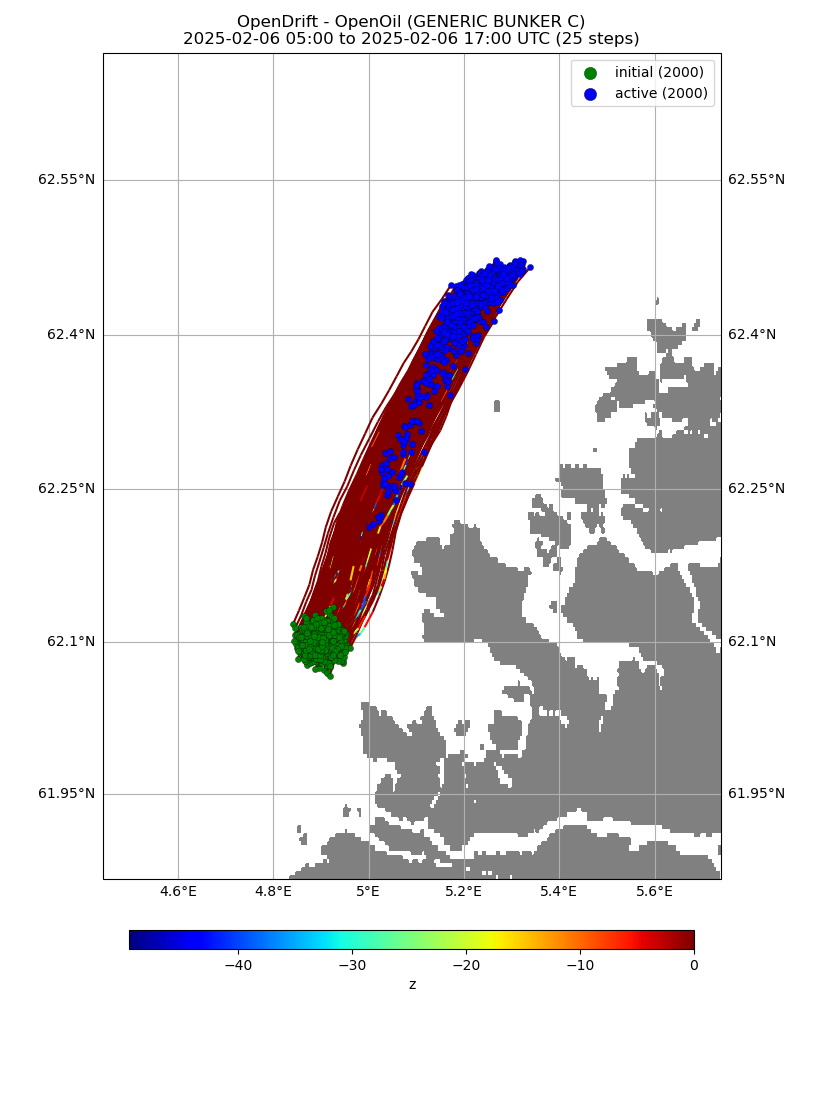 OpenDrift - OpenOil (GENERIC BUNKER C)
2025-02-06 05:00 to 2025-02-06 17:00 UTC (25 steps)
initial (2000)
active (2000)
62.55°N 62.55°N
62.4°N 62.4°N
62.25°N 62.25°N
62.1°N 62.1°N
61.95°N 61.95°N
4.6°E 4.8°E 5°E 5.2°E 5.4°E 5.6°E
−40 −30 −20 −10 0
z